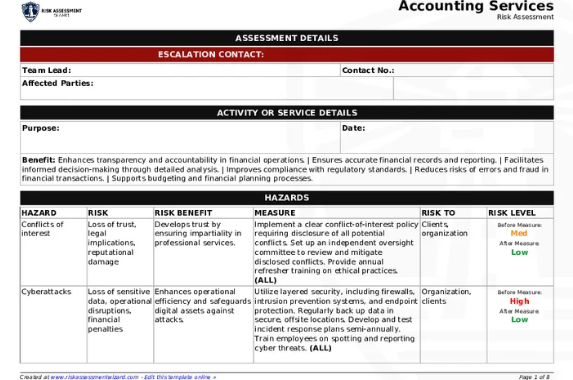 RISK ASSESSMENT
TEAMS
Accounting Services
Risk Assessment
ASSESSMENT DETAILS
ESCALATION CONTACT:
Team Lead:
Contact No.:
Affected Parties:
ACTIVITY OR SERVICE DETAILS
Purpose:
Date:
Benefit: Enhances transparency and accountability in financial operations. | Ensures accurate financial records and reporting. | Facilitates
informed decision-making through detailed analysis. | Improves compliance with regulatory standards. | Reduces risks of errors and fraud in
financial transactions. | Supports budgeting and financial planning processes.
HAZARDS
HAZARD RISK RISK BENEFIT MEASURE RISK TO RISK LEVEL
Conflicts of
interest
Loss of trust,
legal
implications,
reputational
damage
Develops trust by
ensuring impartiality in
professional services.
Implement a clear conflict-of-interest policy
requiring disclosure of all potential
conflicts. Set up an independent oversight
committee to review and mitigate
disclosed conflicts. Provide annual
refresher training on ethical practices.
(ALL)
Clients,
organization
Before Measure:
Med
After Measure:
Low
Cyberattacks
Loss of sensitive
data, operational
disruptions,
financial
penalties
Enhances operational
efficiency and safeguards
digital assets against
attacks.
Utilize layered security, including firewalls,
intrusion prevention systems, and endpoint
protection. Regularly back up data in
secure, offsite locations. Develop and test
incident response plans semi-annually.
Train employees on spotting and reporting
cyber threats. (ALL)
Organization,
clients
Before Measure:
High
After Measure:
Low
Created at www.riskassessmentwizard.com - Edit this template online »
Page 1 of 8